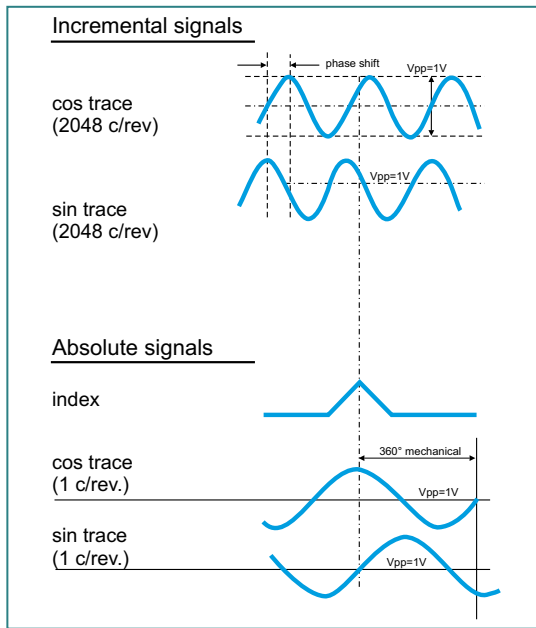 Incremental signals
phase shift
Vpp=1V
cos trace
(2048 c/rev)
Vpp=1V
sin trace
(2048 c/rev)
Absolute signals
index
360° mechanical
cos trace
(1 c/rev.)
Vpp=1V
sin trace
(1 c/rev.)
Vpp=1V